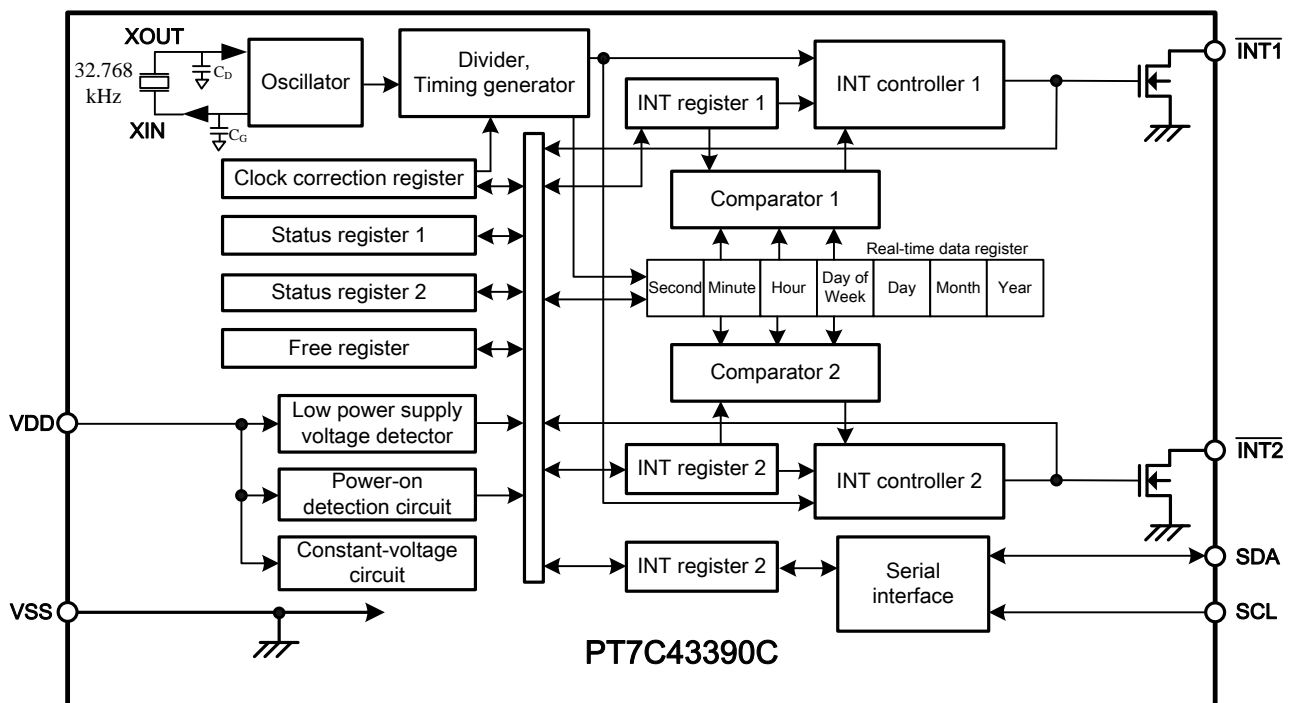 XOUT
32.768
kHz
XIN
CD
CG
Oscillator
Divider,
Timing generator
INT register 1
INT controller 1
INT1
Clock correction register
Status register 1
Status register 2
Free register
Comparator 1
Real-time data register
Second
Minute
Hour
Day of
Week
Day
Month
Year
Comparator 2
VDD
Low power supply
voltage detector
Power-on
detection circuit
Constant-voltage
circuit
INT register 2
INT controller 2
INT2
INT register 2
Serial
interface
SDA
SCL
VSS
PT7C43390C